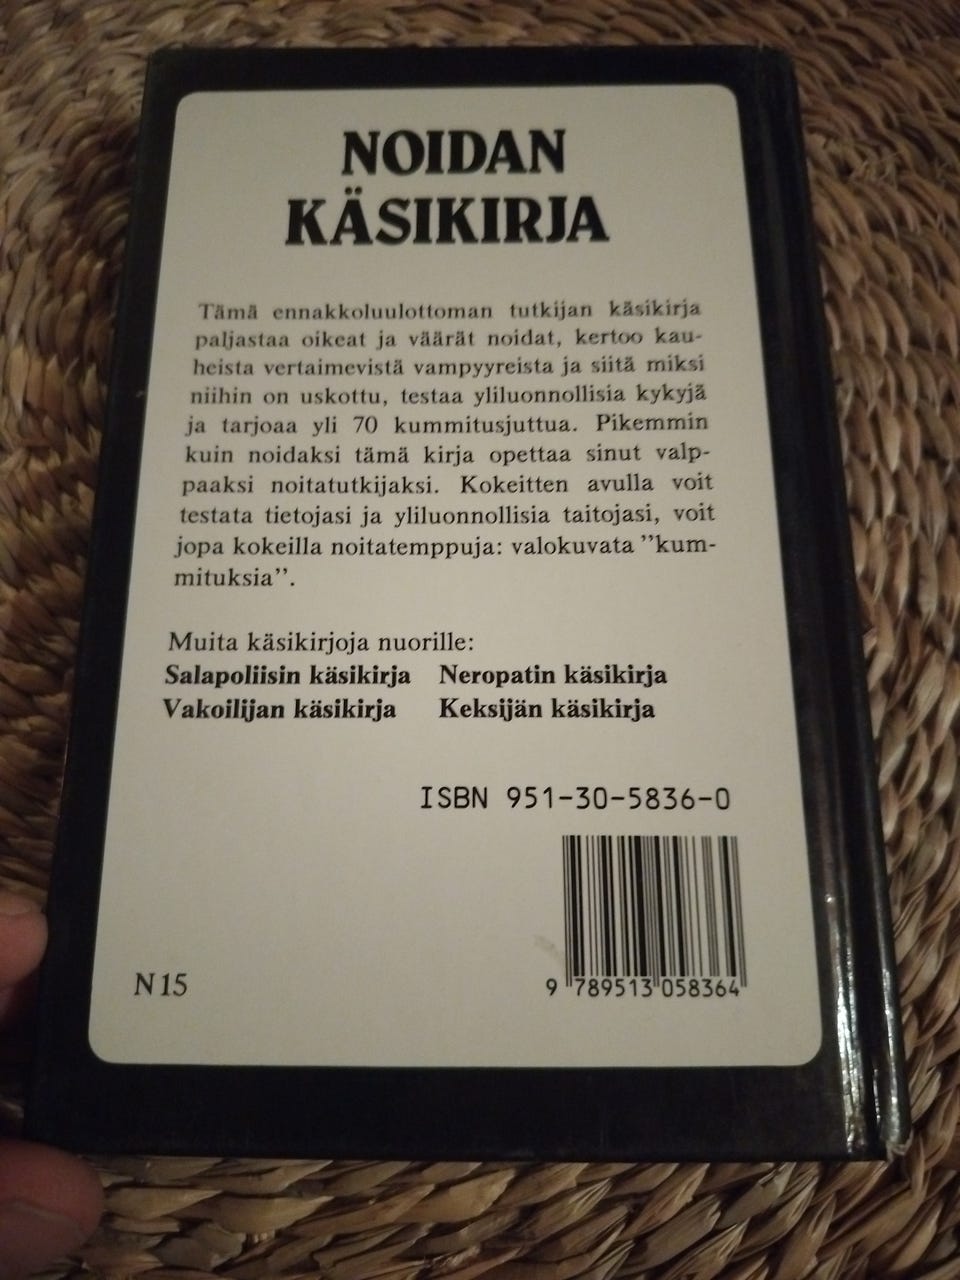 NOIDAN
KÄSIKIRJA
Tämä ennakkoluulottoman tutkijan käsikirja
paljastaa oikeat ja väärät noidat, kertoo kau-
heista vertaimevistä vampyyreista ja siitä miksi
niihin on uskottu, testaa yliluonnollisia kykyjä
ja tarjoaa yli 70 kummitusjuttua. Pikemmin
kuin noidaksi tämä kirja opettaa sinut valp-
paaksi noitatutkijaksi. Kokeitten avulla voit
testata tietojasi ja yliluonnollisia taitojasi, voit
jopa kokeilla noitatemppuja: valokuvata ”kum-
mituksia”.
Muita käsikirjoja nuorille:
Salapoliisin käsikirja Neropatin käsikirja
Vakoilijan käsikirja Keksijän käsikirja
ISBN 951-30-5836-0
N15
9 789513 058364